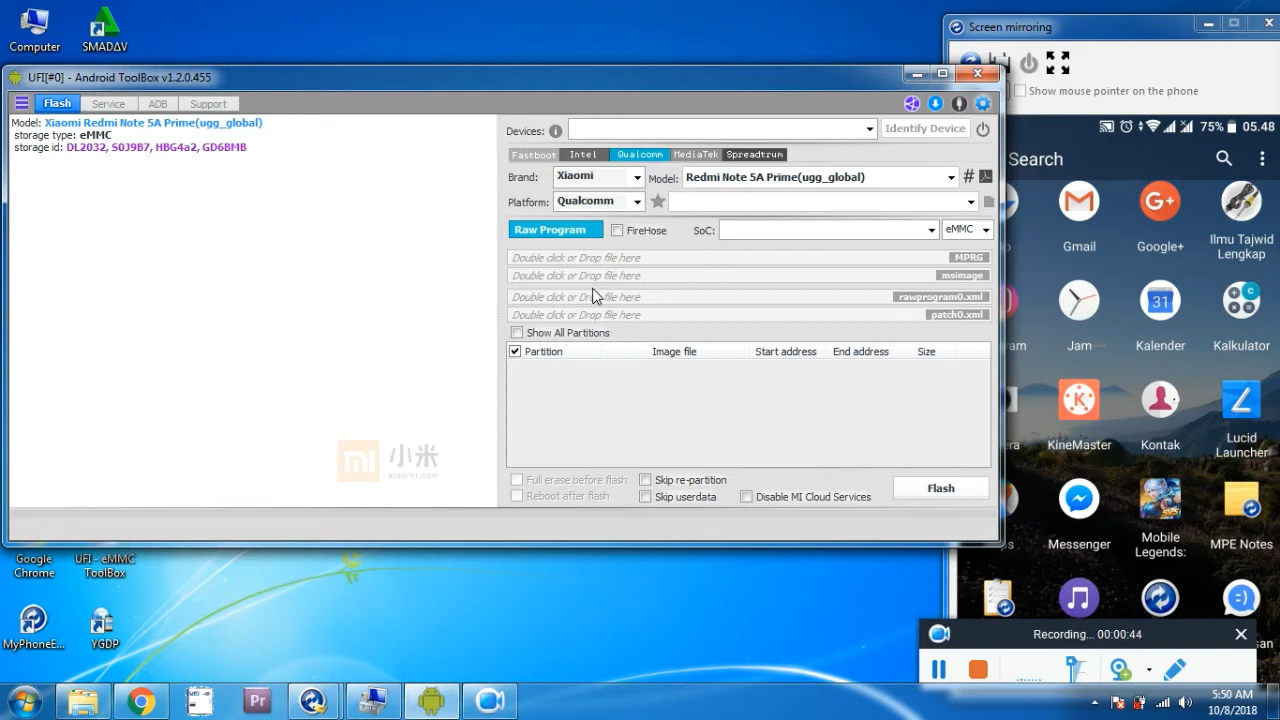 Computer
SMADΔV
Screen mirroring
UFI[#0] - Android ToolBox v1.2.0.455
Show mouse pointer on the phone
Flash
Service
ADB
Support
Model: Xiaomi Redmi Note 5A Prime(ugg_global)
storage type: eMMC
storage id: DL2032, S0J9B7, HBG4a2, GD6BMB
Devices:
Identify Device
Fastboot
Intel
Qualcomm
MediaTek
Spreadtrum
Brand:
Xiaomi
Model:
Redmi Note 5A Prime(ugg_global)
#
Platform:
Qualcomm
Raw Program
FireHose
SoC:
eMMC
Double click or Drop file here
MPRG
Double click or Drop file here
msimage
Double click or Drop file here
rawprogram0.xml
Double click or Drop file here
patch0.xml
Show All Partitions
Partition
Image file
Start address
End address
Size
小米
xiaomi.com
Full erase before flash
Skip re-partition
Reboot after flash
Skip userdata
Disable MI Cloud Services
Flash
75%
05.48
Search
Gmail
Google+
Ilmu Tajwid
Lengkap
31
Jam
Kalender
Kalkulator
KineMaster
Kontak
Lucid
Launcher
Messenger
Mobile
Legends:
MPE Notes
Google
Chrome
UFI - eMMC
ToolBox
MyPhoneE...
YGDP
Recording... 00:00:44
Pr
5:50 AM
10/8/2018